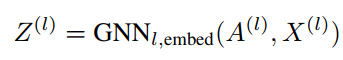 Z^{(l)} = GNN_{l,embed}(A^{(l)}, X^{(l)})